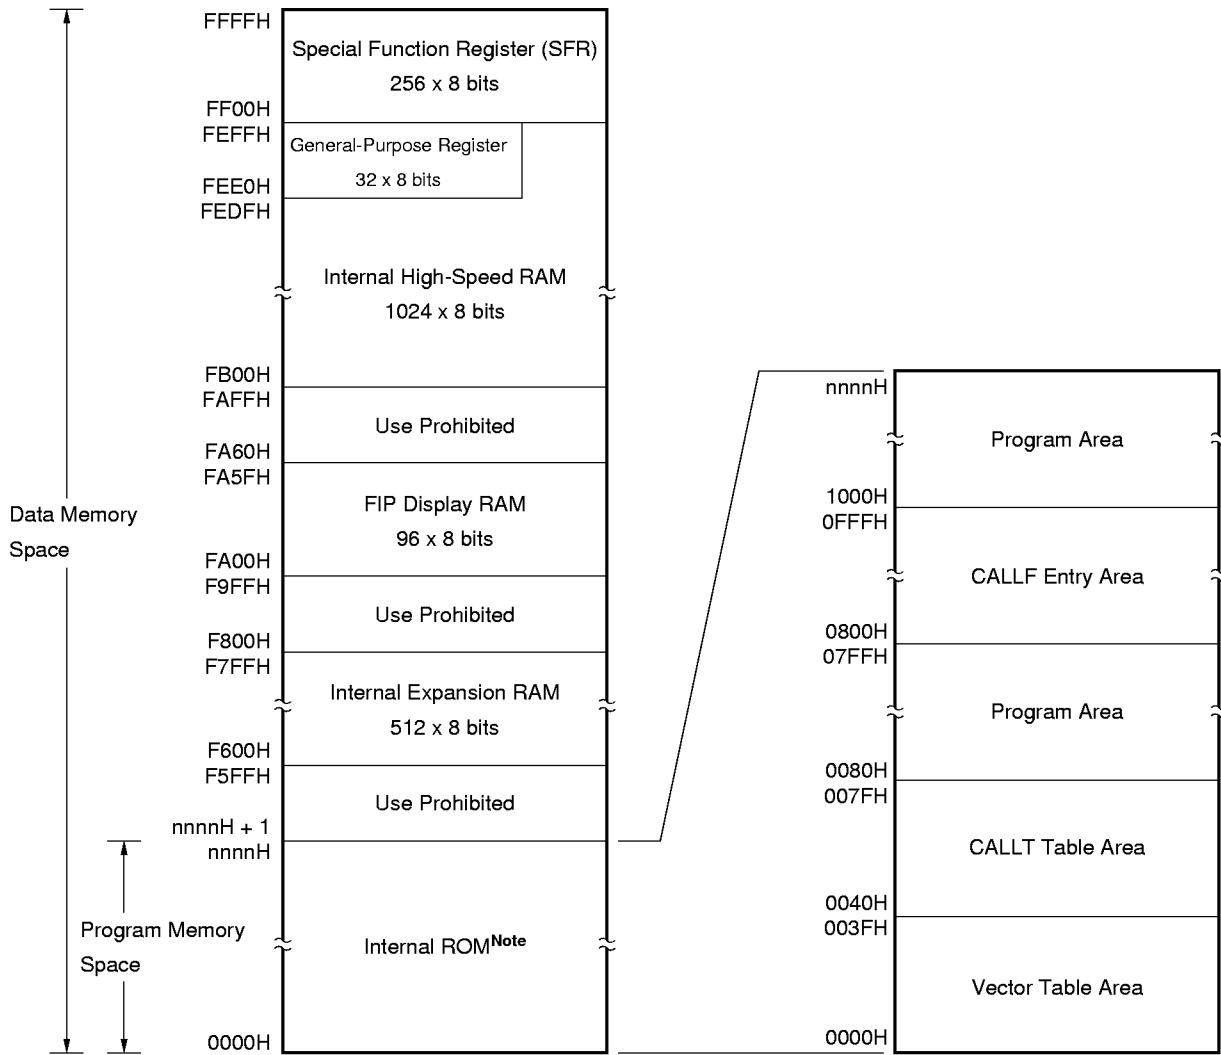 FFFFH
Special Function Register (SFR)
256 x 8 bits
FF00H
FEFFH
General-Purpose Register
32 x 8 bits
FEE0H
FEDFH
Internal High-Speed RAM
1024 x 8 bits
FB00H
FAFFH
Use Prohibited
FA60H
FA5FH
FIP Display RAM
96 x 8 bits
FA00H
F9FFH
Use Prohibited
F800H
F7FFH
Internal Expansion RAM
512 x 8 bits
F600H
F5FFH
Use Prohibited
nnnnH + 1
nnnnH
Internal ROMNote
0000H
Data Memory
Space
Program Memory
Space
nnnnH
Program Area
1000H
0FFFH
CALLF Entry Area
0800H
07FFH
Program Area
0080H
007FH
CALLT Table Area
0040H
003FH
Vector Table Area
0000H